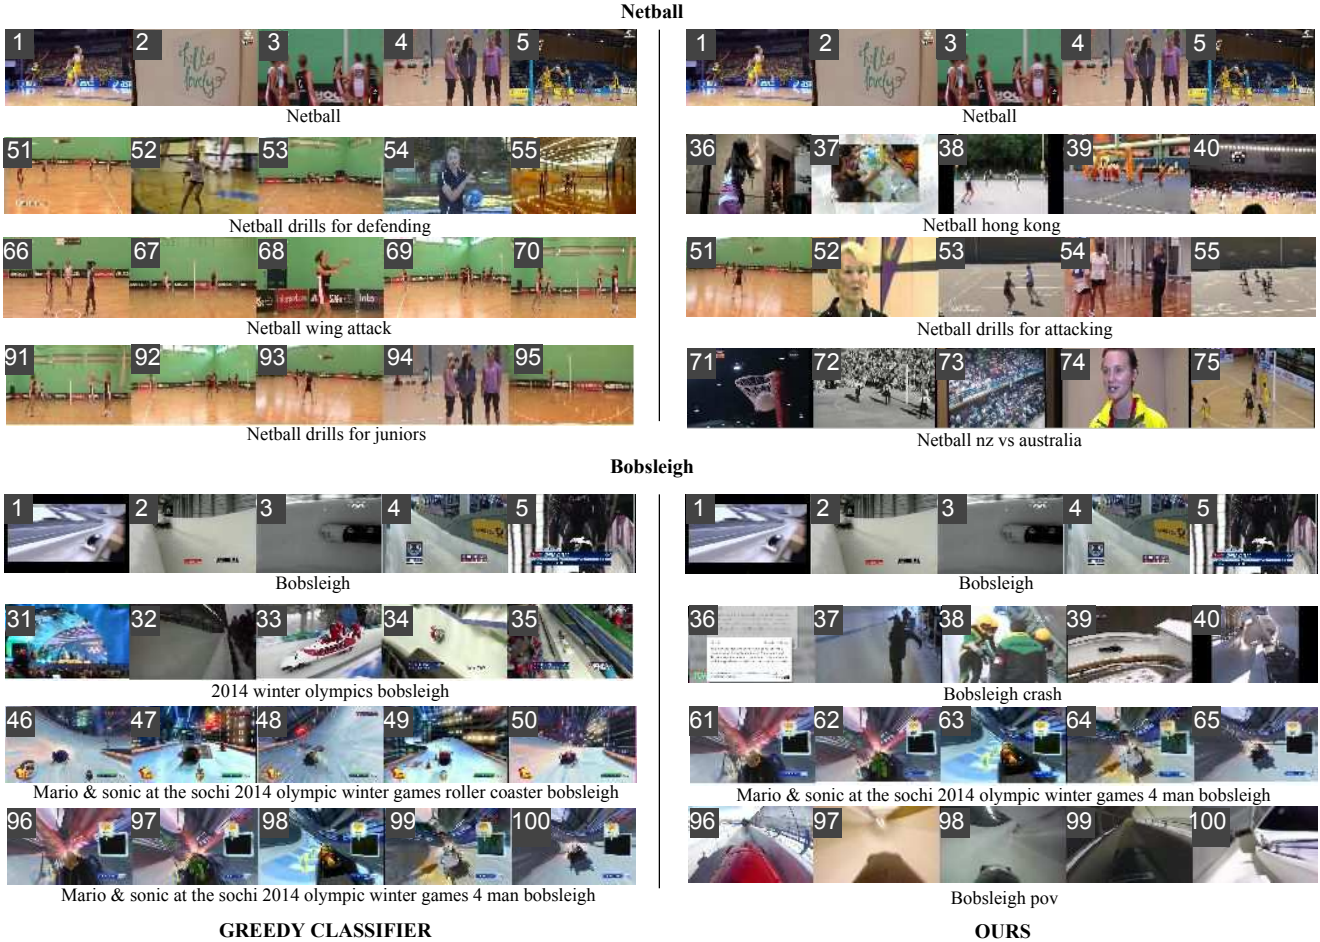 Netball
1 2 3 4 5
Netball
51 52 53 54 55
Netball drills for defending
66 67 68 69 70
Netball wing attack
91 92 93 94 95
Netball drills for juniors
1 2 3 4 5
Netball
36 37 38 39 40
Netball hong kong
51 52 53 54 55
Netball drills for attacking
71 72 73 74 75
Netball nz vs australia
Bobsleigh
1 2 3 4 5
Bobsleigh
31 32 33 34 35
2014 winter olympics bobsleigh
46 47 48 49 50
Mario & sonic at the sochi 2014 olympic winter games roller coaster bobsleigh
96 97 98 99 100
Mario & sonic at the sochi 2014 olympic winter games 4 man bobsleigh
GREEDY CLASSIFIER
1 2 3 4 5
Bobsleigh
36 37 38 39 40
Bobsleigh crash
61 62 63 64 65
Mario & sonic at the sochi 2014 olympic winter games 4 man bobsleigh
96 97 98 99 100
Bobsleigh pov
OURS